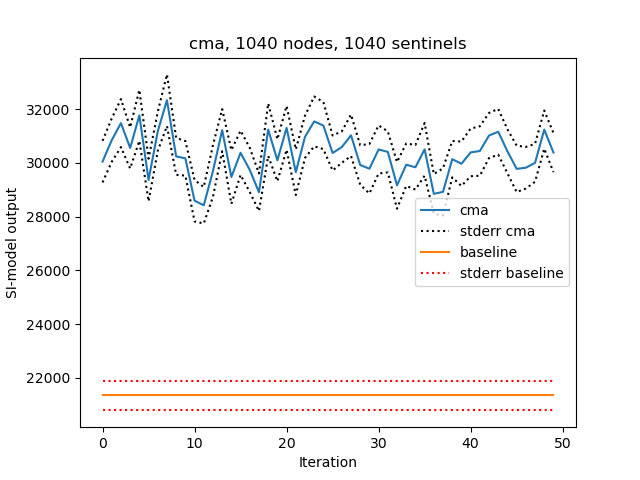 cma, 1040 nodes, 1040 sentinels
SI-model output
32000
30000
28000
26000
24000
22000
cma
stderr cma
baseline
stderr baseline
0
10
20
30
40
50
Iteration